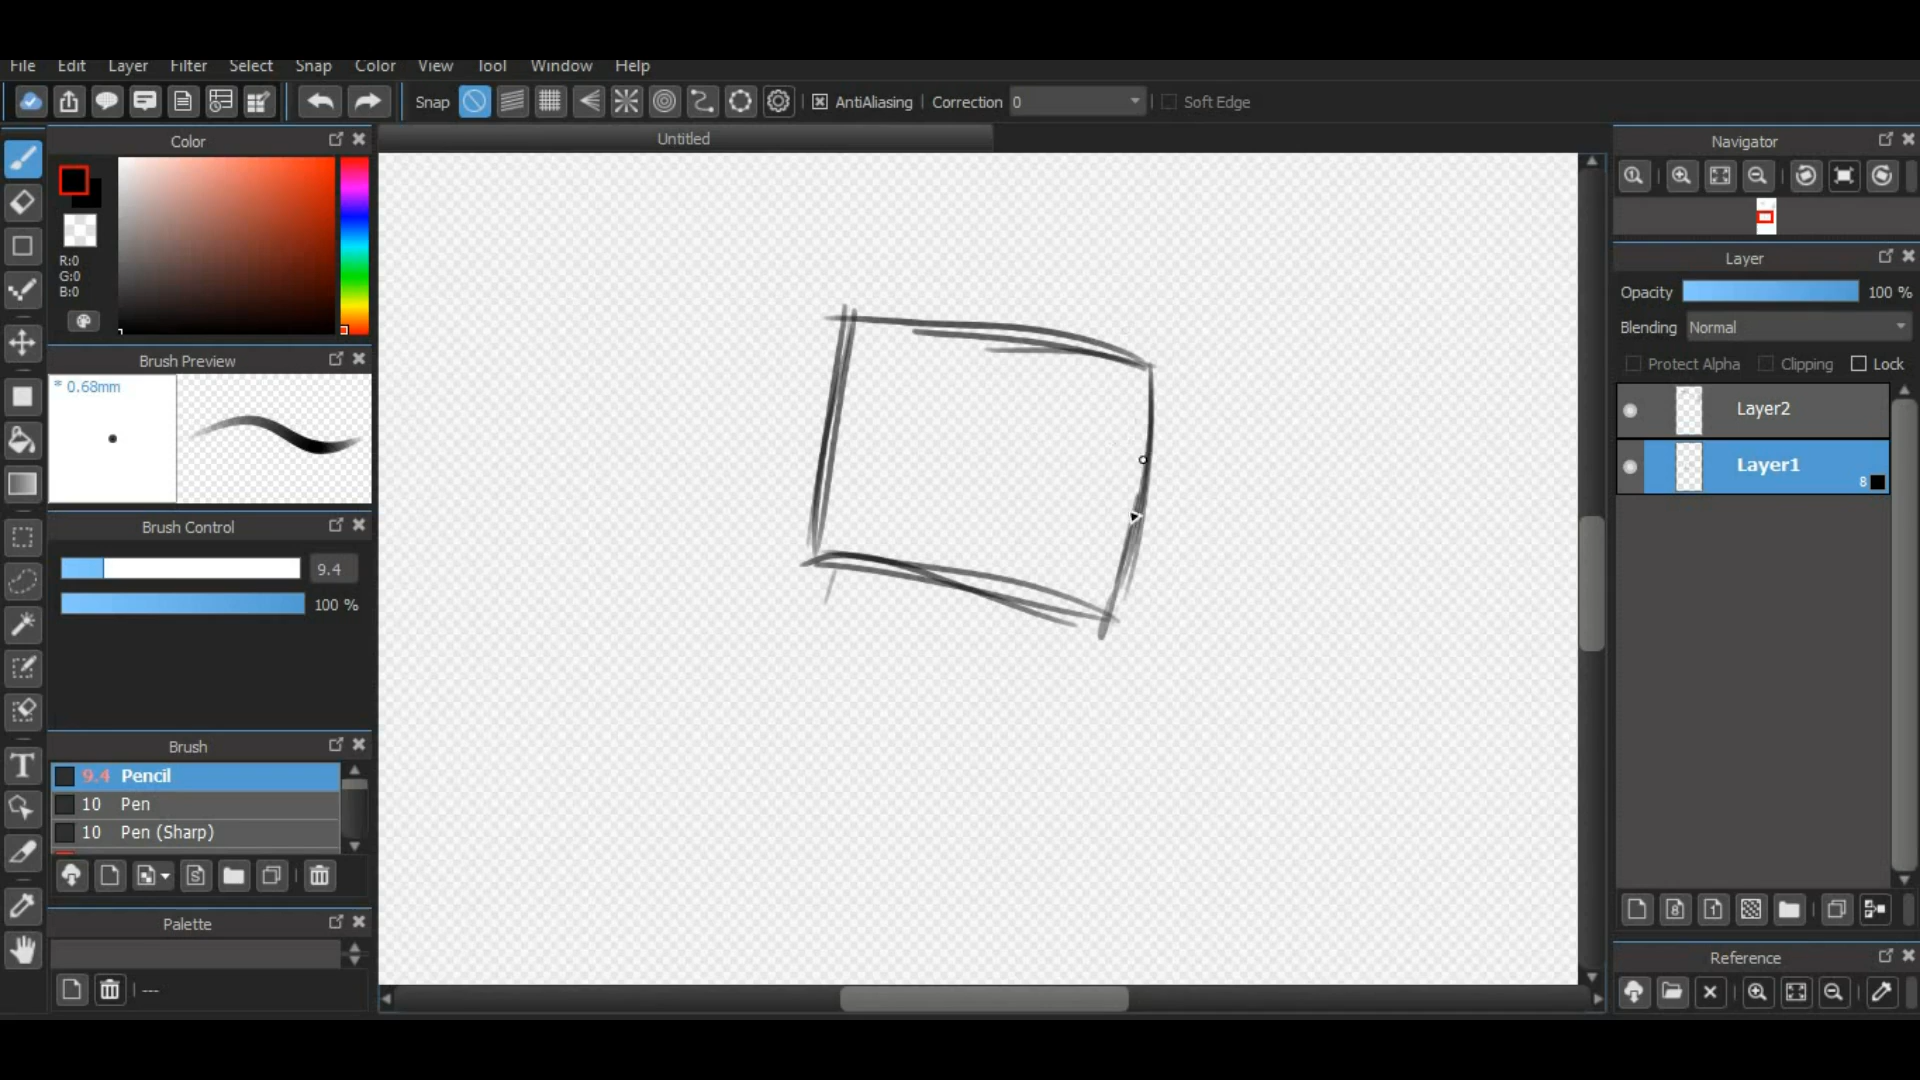 File Edit Layer Filter Select Snap Color View Tool Window Help
Snap AntiAliasing Correction 0 Soft Edge
Color
Untitled
Navigator
R:0
G:0
B:0
Layer
Opacity 100 %
Blending Normal
Brush Preview
Protect Alpha Clipping Lock
* 0.68mm
Layer2
Layer1
8
Brush Control
9.4
100 %
Brush
9.4 Pencil
10 Pen
10 Pen (Sharp)
Palette
---
Reference